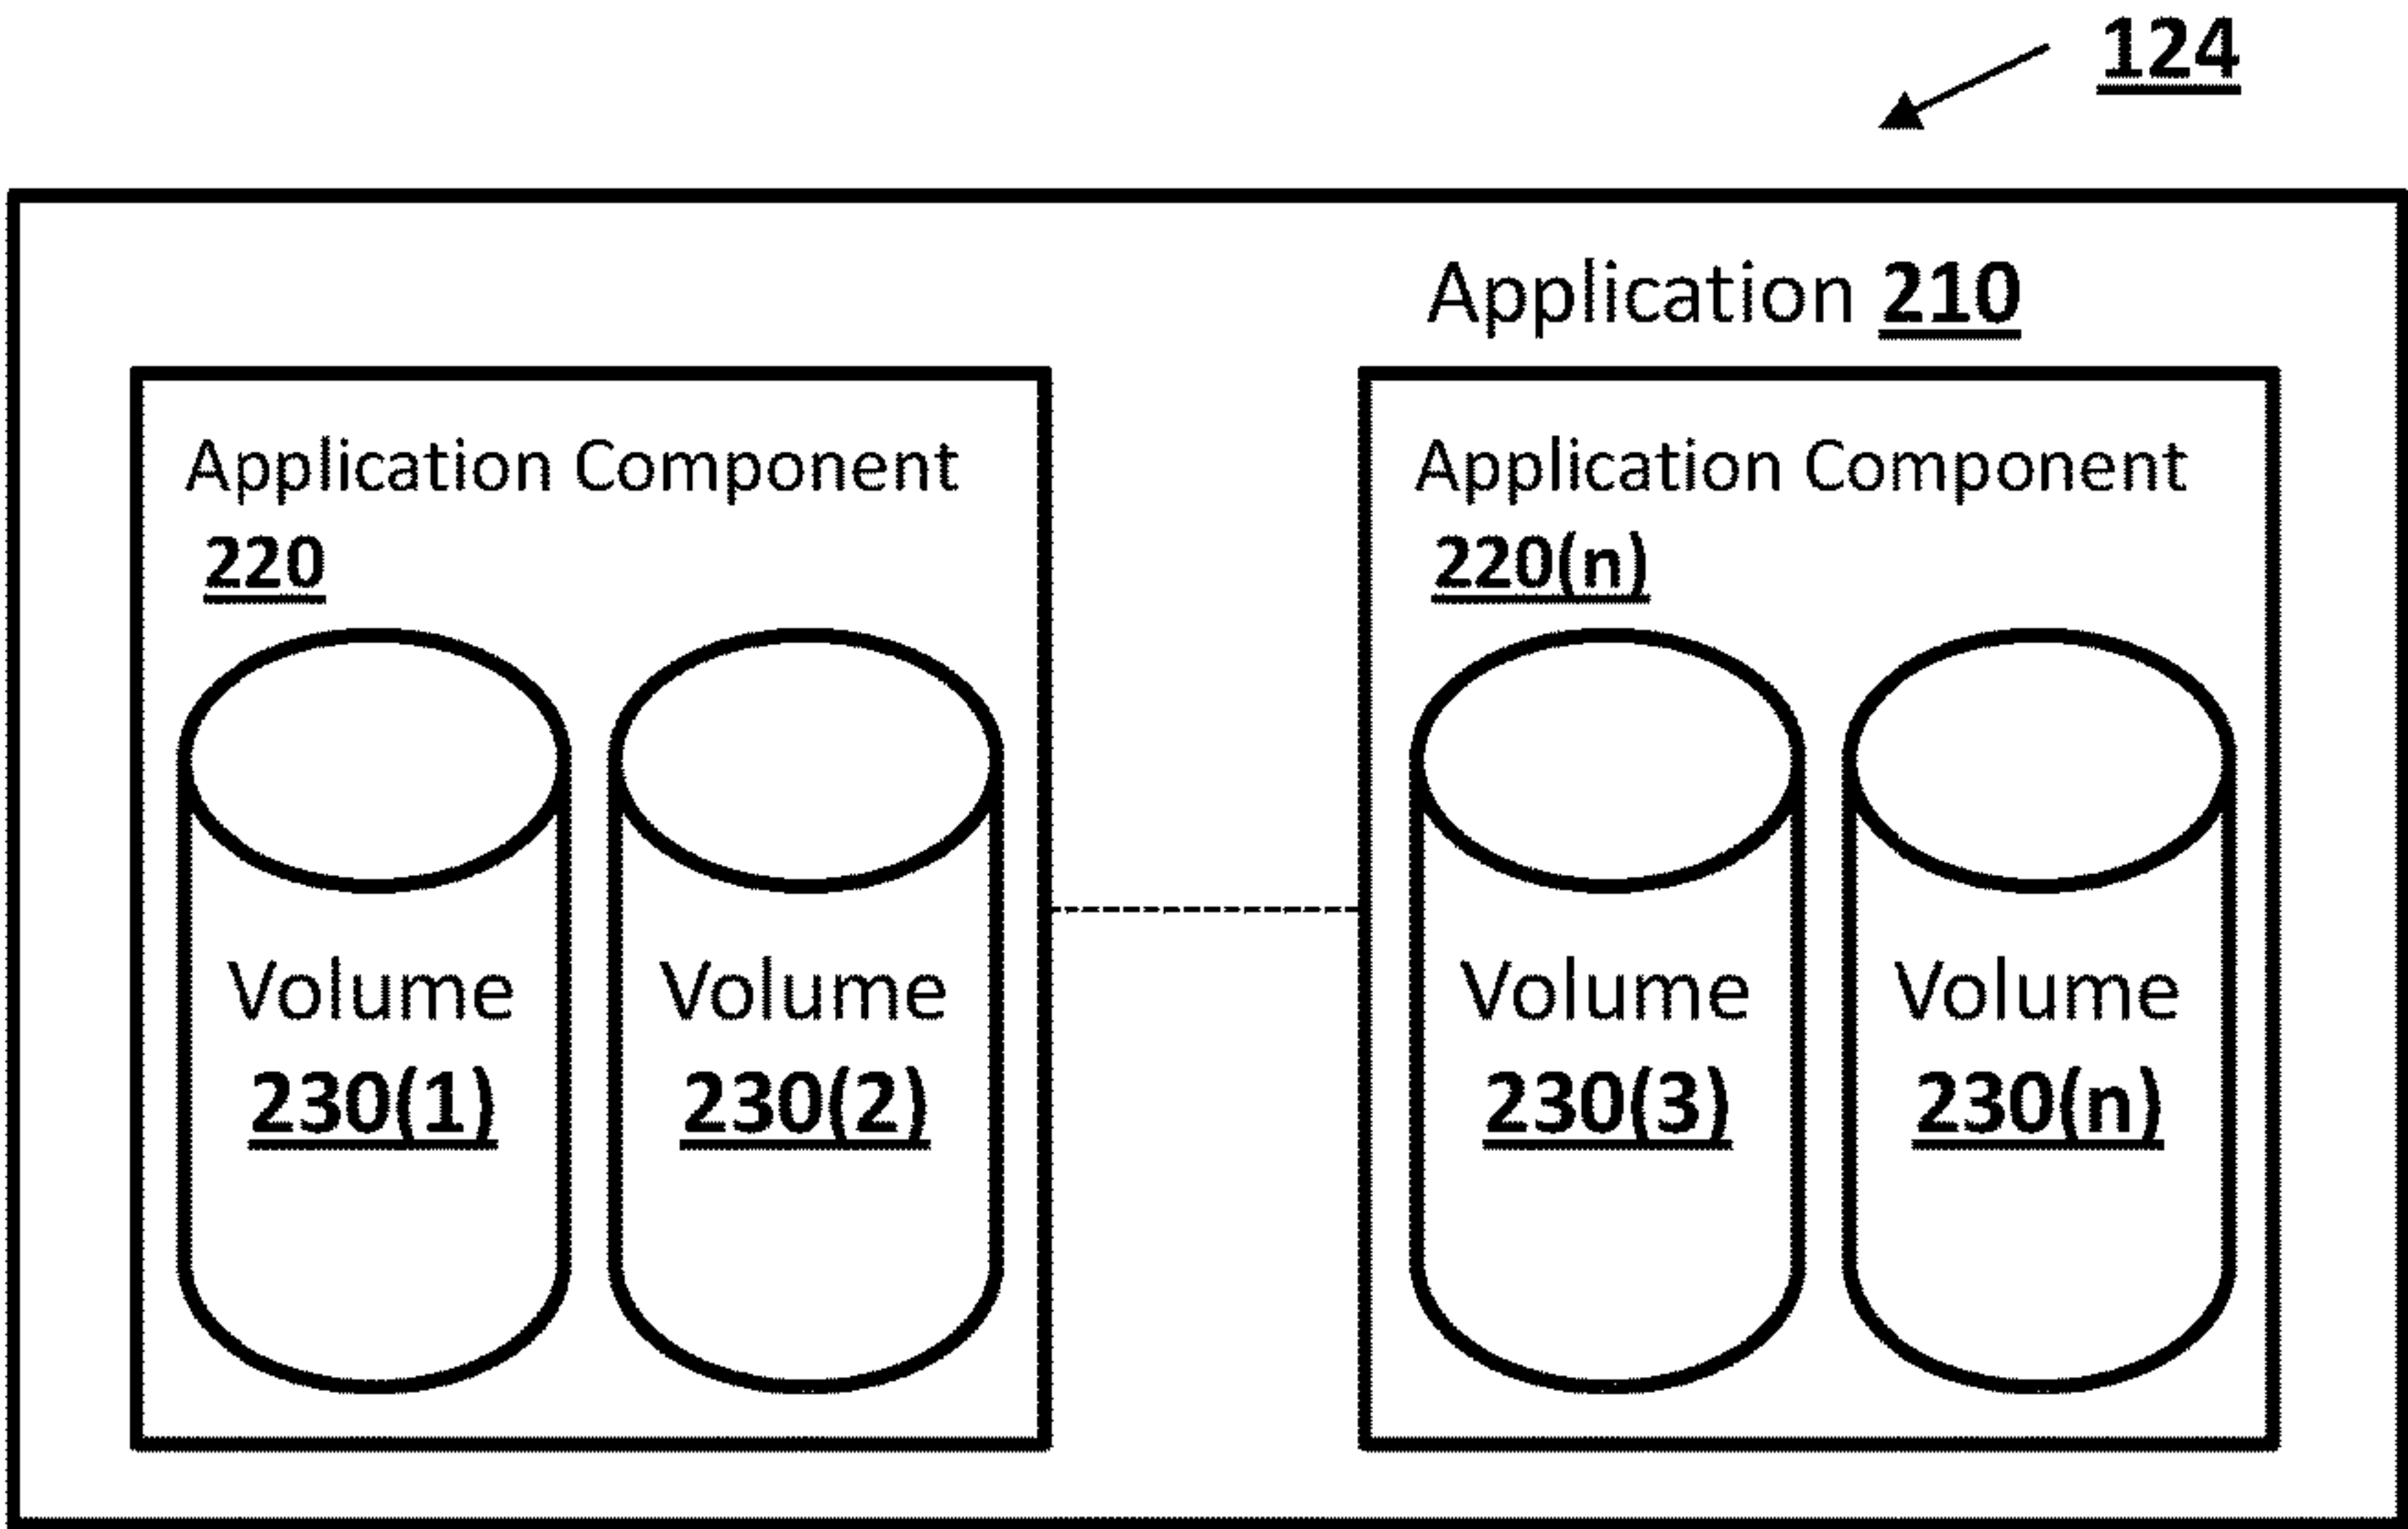 124
Application 210
Application Component
220
Application Component
220(n)
Volume
230(1)
Volume
230(2)
Volume
230(3)
Volume
230(n)